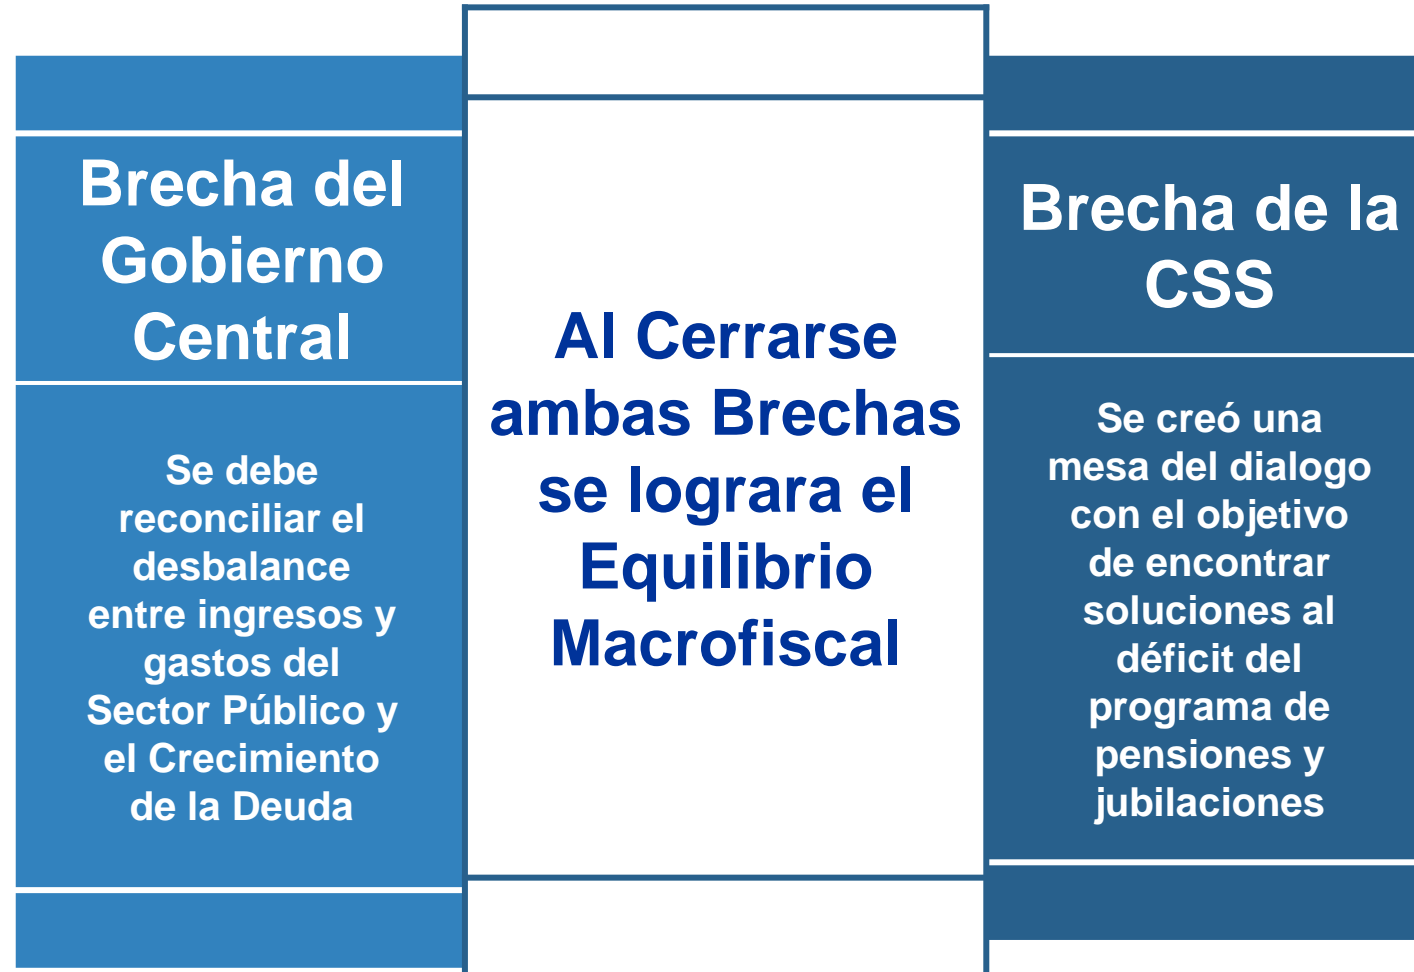 Brecha del
Gobierno
Central
Se debe
reconciliar el
desbalance
entre ingresos y
gastos del
Sector Público y
el Crecimiento
de la Deuda
Al Cerrarse
ambas Brechas
se lograra el
Equilibrio
Macrofiscal
Brecha de la
CSS
Se creó una
mesa del dialogo
con el objetivo
de encontrar
soluciones al
déficit del
programa de
pensiones y
jubilaciones